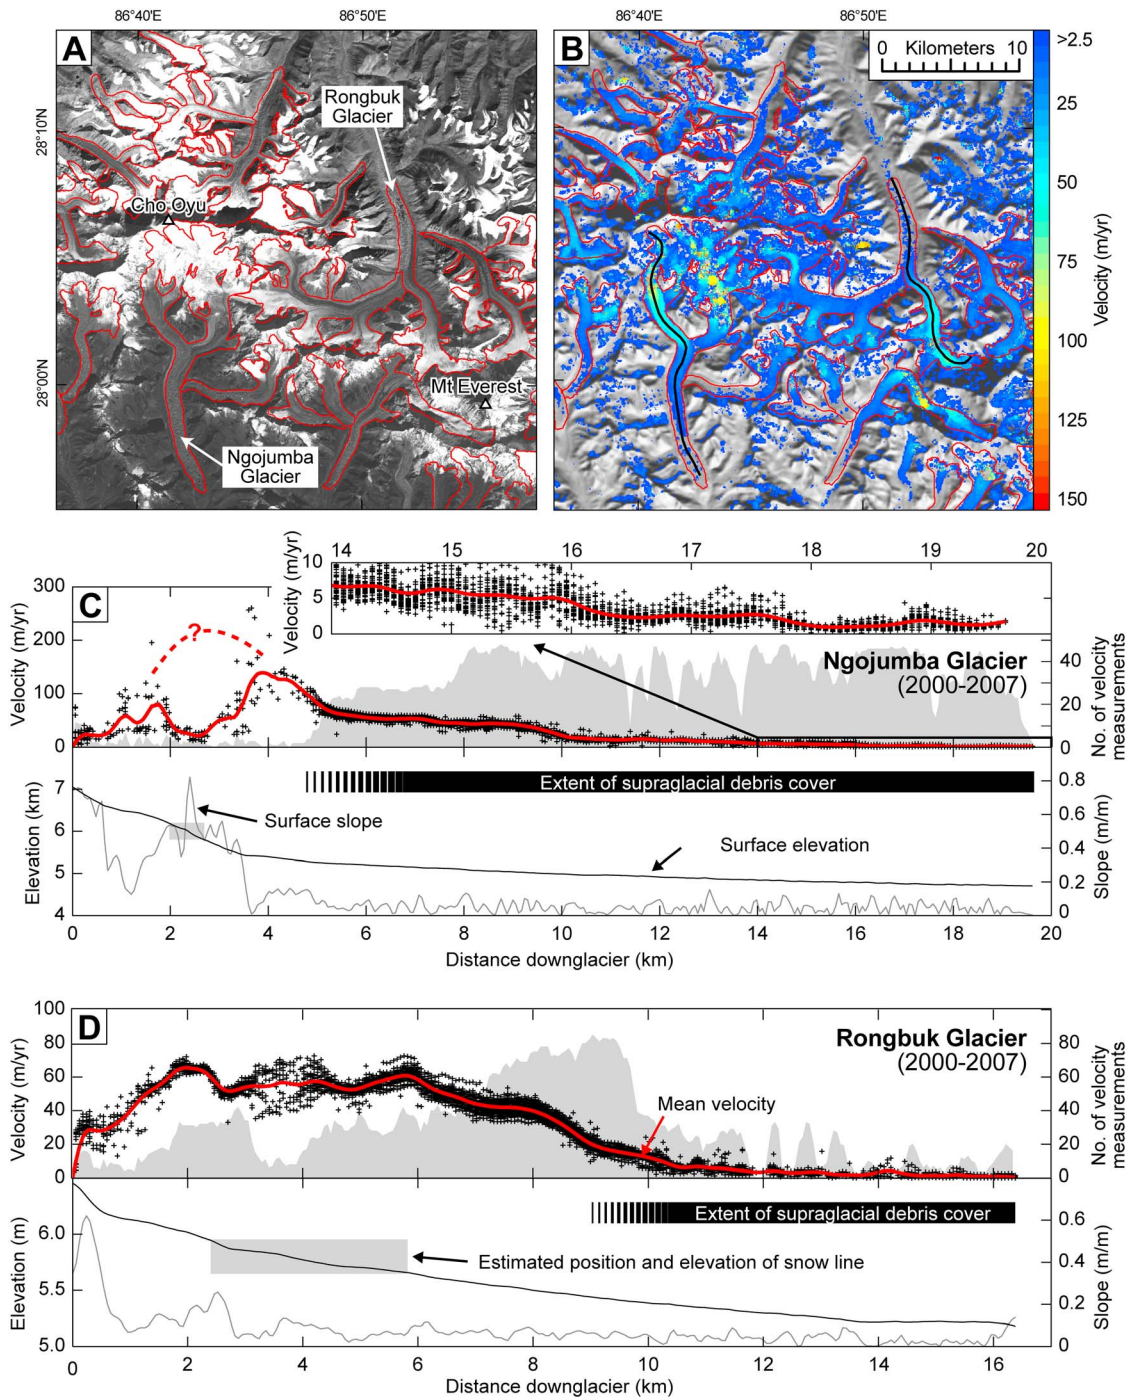 86°40'E 86°50'E 86°40'E 86°50'E
A
B
Rongbuk
Glacier
0 Kilometers 10
>2.5
28°10'N
25
Cho Oyu
50
75
Velocity (m/yr)
100
28°00'N
Mt Everest
Ngojumba
Glacier
125
150
14 15 16 17 18 19 20
Velocity (m/yr)
10
5
0
C
Velocity (m/yr)
300
200
100
0
?
Ngojumba Glacier
(2000-2007)
No. of velocity
measurements
40
20
0
Extent of supraglacial debris cover
Elevation (km)
7
6
5
4
Surface slope
Surface elevation
Slope (m/m)
0.8
0.6
0.4
0.2
0
0 2 4 6 8 10 12 14 16 18 20
Distance downglacier (km)
D
Velocity (m/yr)
100
80
60
40
20
0
Rongbuk Glacier
(2000-2007)
Mean velocity
No. of velocity
measurements
80
60
40
20
0
Extent of supraglacial debris cover
Elevation (m)
6.0
5.5
5.0
Estimated position and elevation of snow line
Slope (m/m)
0.6
0.4
0.2
0
0 2 4 6 8 10 12 14 16
Distance downglacier (km)